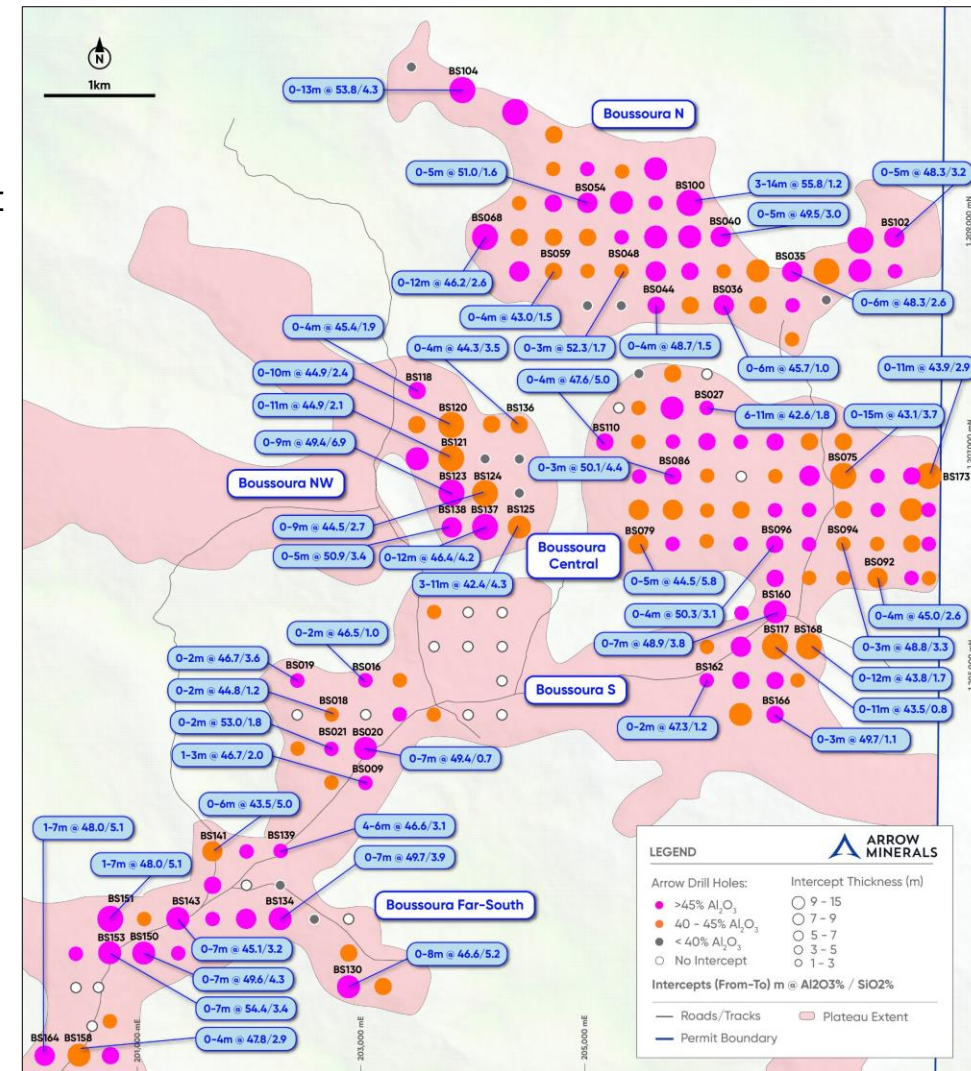 N
1km
BS104
0-13m @ 53.8/4.3
Boussoura N
0-5m @ 51.0/1.6
BS054
BS100
3-14m @ 55.8/1.2
0-5m @ 48.3/3.2
BS102
BS068
BS040
0-5m @ 49.5/3.0
1,209,000 mN
BS059
BS048
BS035
0-12m @ 46.2/2.6
BS044
BS036
0-6m @ 48.3/2.6
0-4m @ 43.0/1.5
0-4m @ 45.4/1.9
0-4m @ 44.3/3.5
0-3m @ 52.3/1.7
0-4m @ 48.7/1.5
0-6m @ 45.7/1.0
0-11m @ 43.9/2.9
0-10m @ 44.9/2.4
BS118
0-4m @ 47.6/5.0
BS027
0-11m @ 44.9/2.1
BS120
BS136
BS110
6-11m @ 42.6/1.8
0-15m @ 43.1/3.7
0-9m @ 49.4/6.9
BS121
0-3m @ 50.1/4.4
BS086
BS075
1,207,000 mN
Boussoura NW
BS123
BS124
BS173
0-9m @ 44.5/2.7
BS138
BS137
BS125
Boussoura
Central
BS079
BS096
BS094
0-5m @ 50.9/3.4
0-12m @ 46.4/4.2
BS092
3-11m @ 42.4/4.3
0-5m @ 44.5/5.8
0-4m @ 50.3/3.1
BS160
0-4m @ 45.0/2.6
0-2m @ 46.5/1.0
0-7m @ 48.9/3.8
BS117
BS168
0-3m @ 48.8/3.3
0-2m @ 46.7/3.6
BS019
BS016
BS162
0-12m @ 43.8/1.7
0-2m @ 44.8/1.2
Boussoura S
0-11m @ 43.5/0.8
BS018
BS166
0-2m @ 53.0/1.8
0-2m @ 47.3/1.2
BS021
BS020
0-3m @ 49.7/1.1
1-3m @ 46.7/2.0
0-7m @ 49.4/0.7
BS009
0-6m @ 43.5/5.0
1-7m @ 48.0/5.1
BS141
BS139
4-6m @ 46.6/3.1
1-7m @ 48.0/5.1
0-7m @ 49.7/3.9
BS151
BS143
BS134
Boussoura Far-South
BS153
BS150
0-7m @ 45.1/3.2
0-8m @ 46.6/5.2
0-7m @ 49.6/4.3
BS130
0-7m @ 54.4/3.4
BS164
BS158
0-4m @ 47.8/2.9
201,000 mE
203,000 mE
205,000 mE
LEGEND
ARROW
MINERALS
Arrow Drill Holes:
>45% Al₂O₃
40 - 45% Al₂O₃
< 40% Al₂O₃
No Intercept
Intercept Thickness (m)
9 - 15
7 - 9
5 - 7
3 - 5
1 - 3
Intercepts (From-To) m @ Al2O3% / SiO2%
Roads/Tracks
Plateau Extent
Permit Boundary